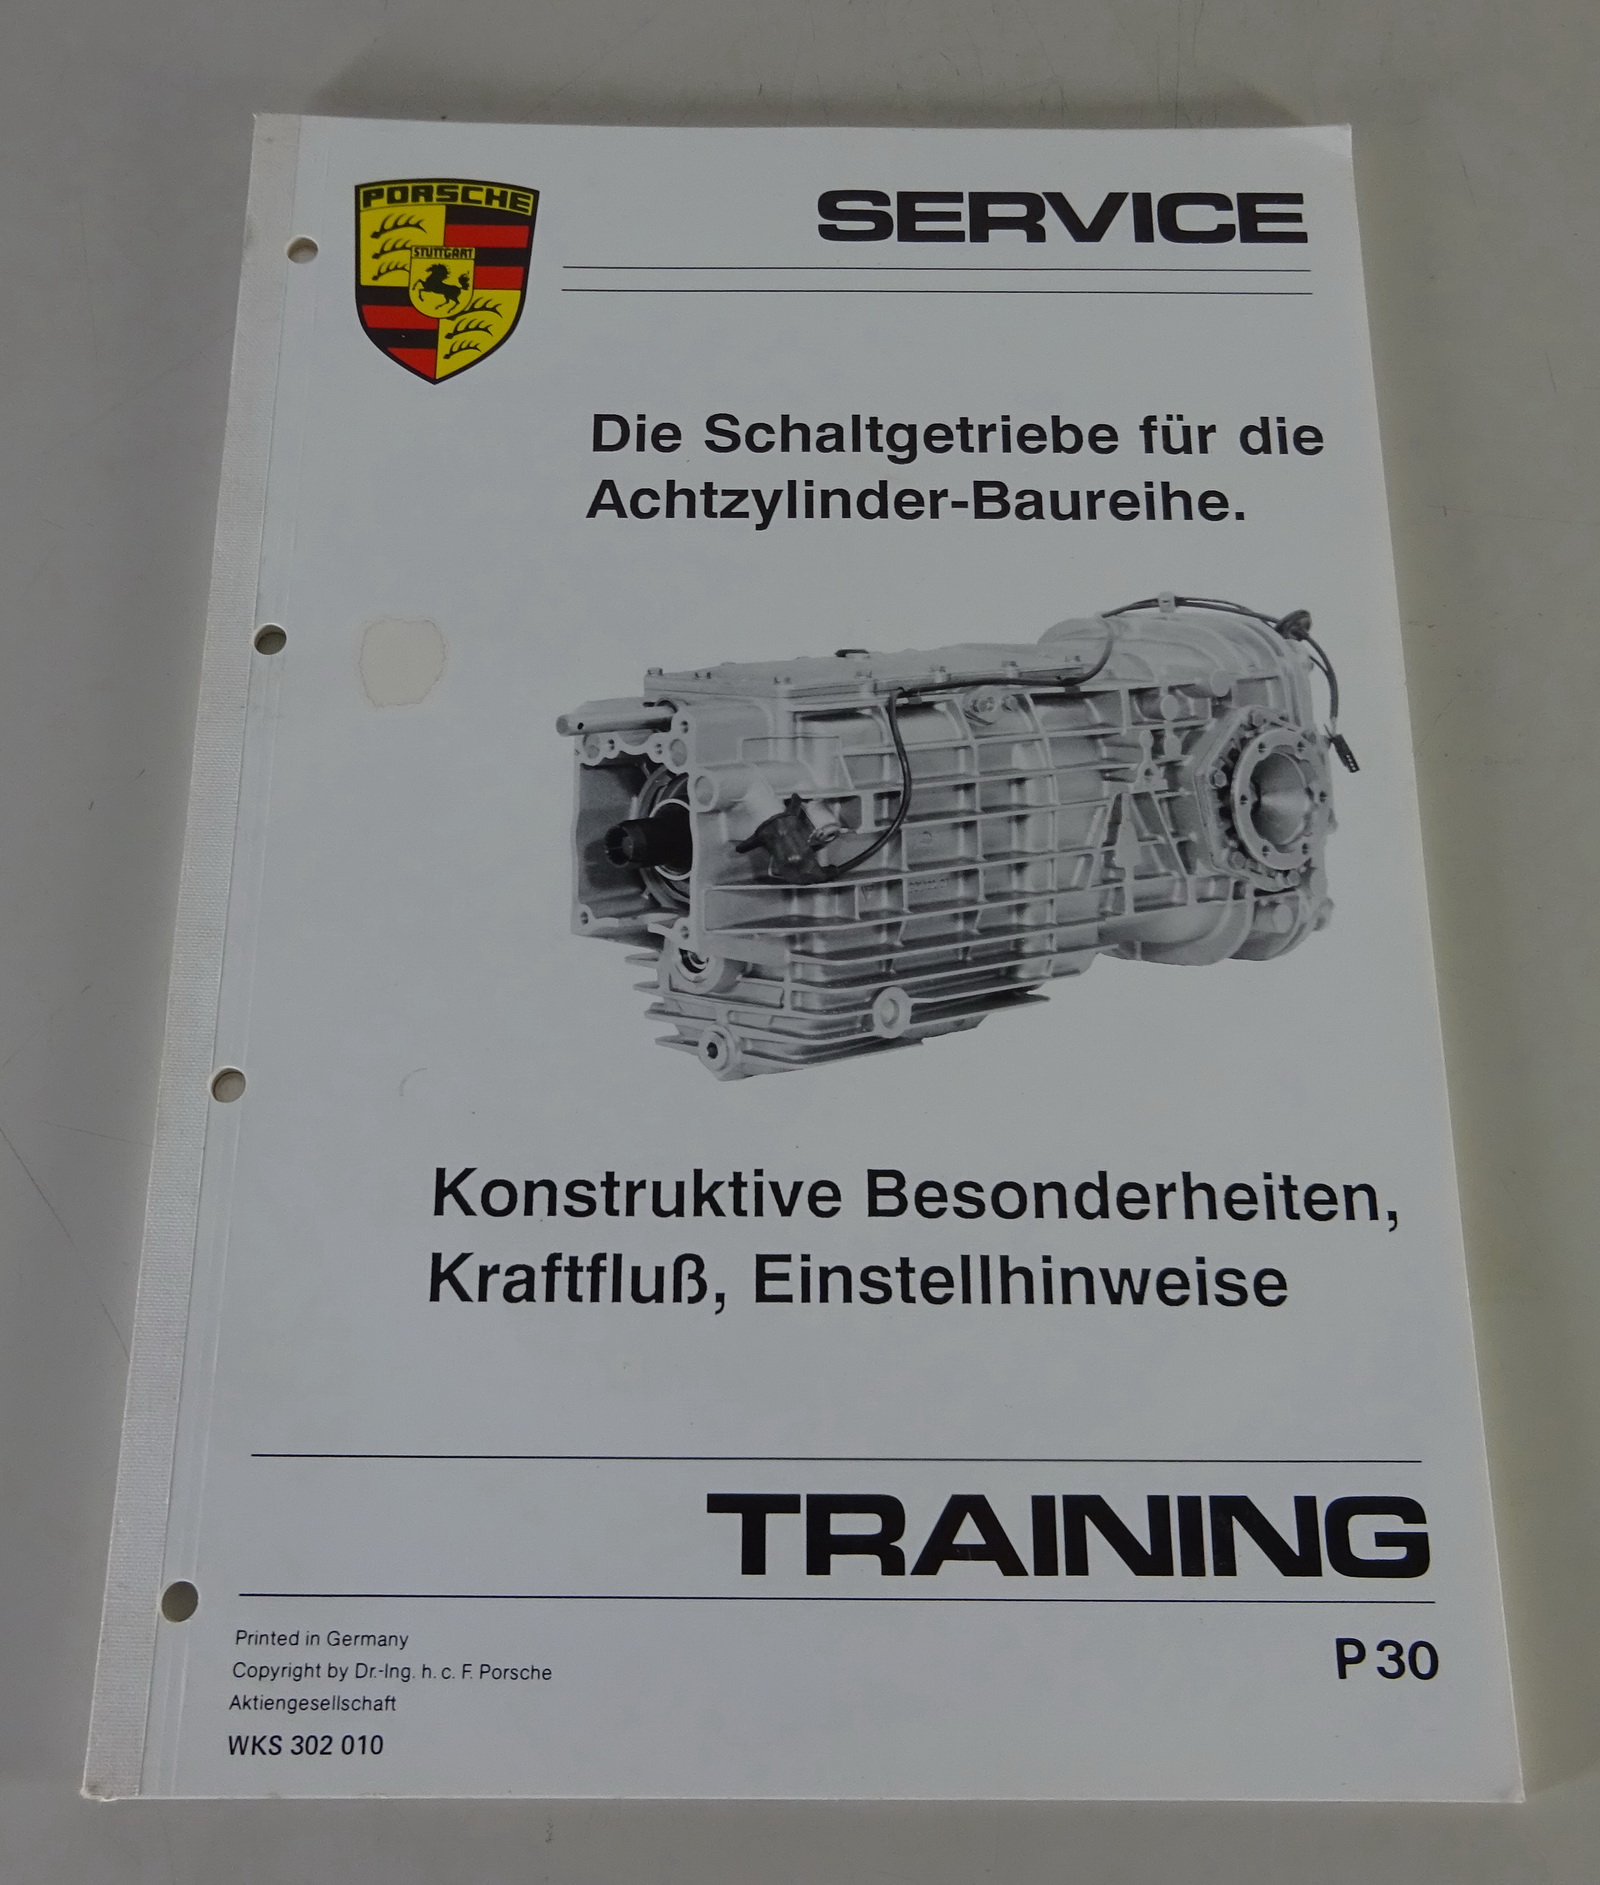 PORSCHE
STUTTGART
SERVICE
Die Schaltgetriebe für die
Achtzylinder-Baureihe.
Konstruktive Besonderheiten,
Kraftfluß, Einstellhinweise
TRAINING
Printed in Germany
Copyright by Dr.-Ing. h. c. F. Porsche
Aktiengesellschaft
WKS 302 010
P 30